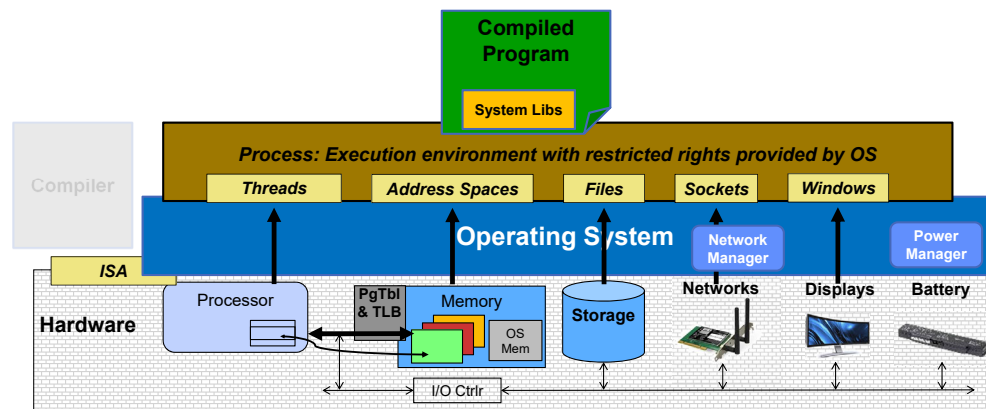 Compiled
Program
System Libs
Process: Execution environment with restricted rights provided by OS
Compiler
Threads
Address Spaces
Files
Sockets
Windows
Operating System
Network
Manager
Power
Manager
ISA
Hardware
Processor
PgTbl
& TLB
Memory
OS
Mem
Storage
Networks
Displays
Battery
I/O Ctrlr